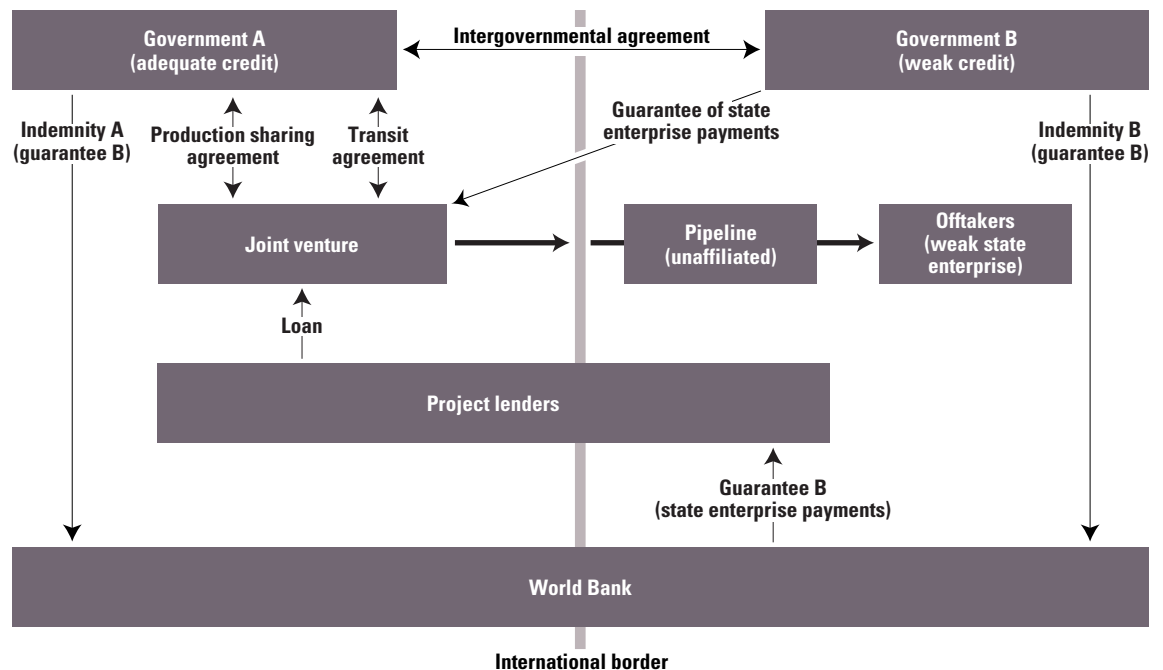 Government A
(adequate credit)
Intergovernmental agreement
Government B
(weak credit)
Indemnity A
(guarantee B)
Production sharing
agreement
Transit
agreement
Guarantee of state
enterprise payments
Indemnity B
(guarantee B)
Joint venture
Pipeline
(unaffiliated)
Offtakers
(weak state
enterprise)
Loan
Project lenders
Guarantee B
(state enterprise payments)
World Bank
International border